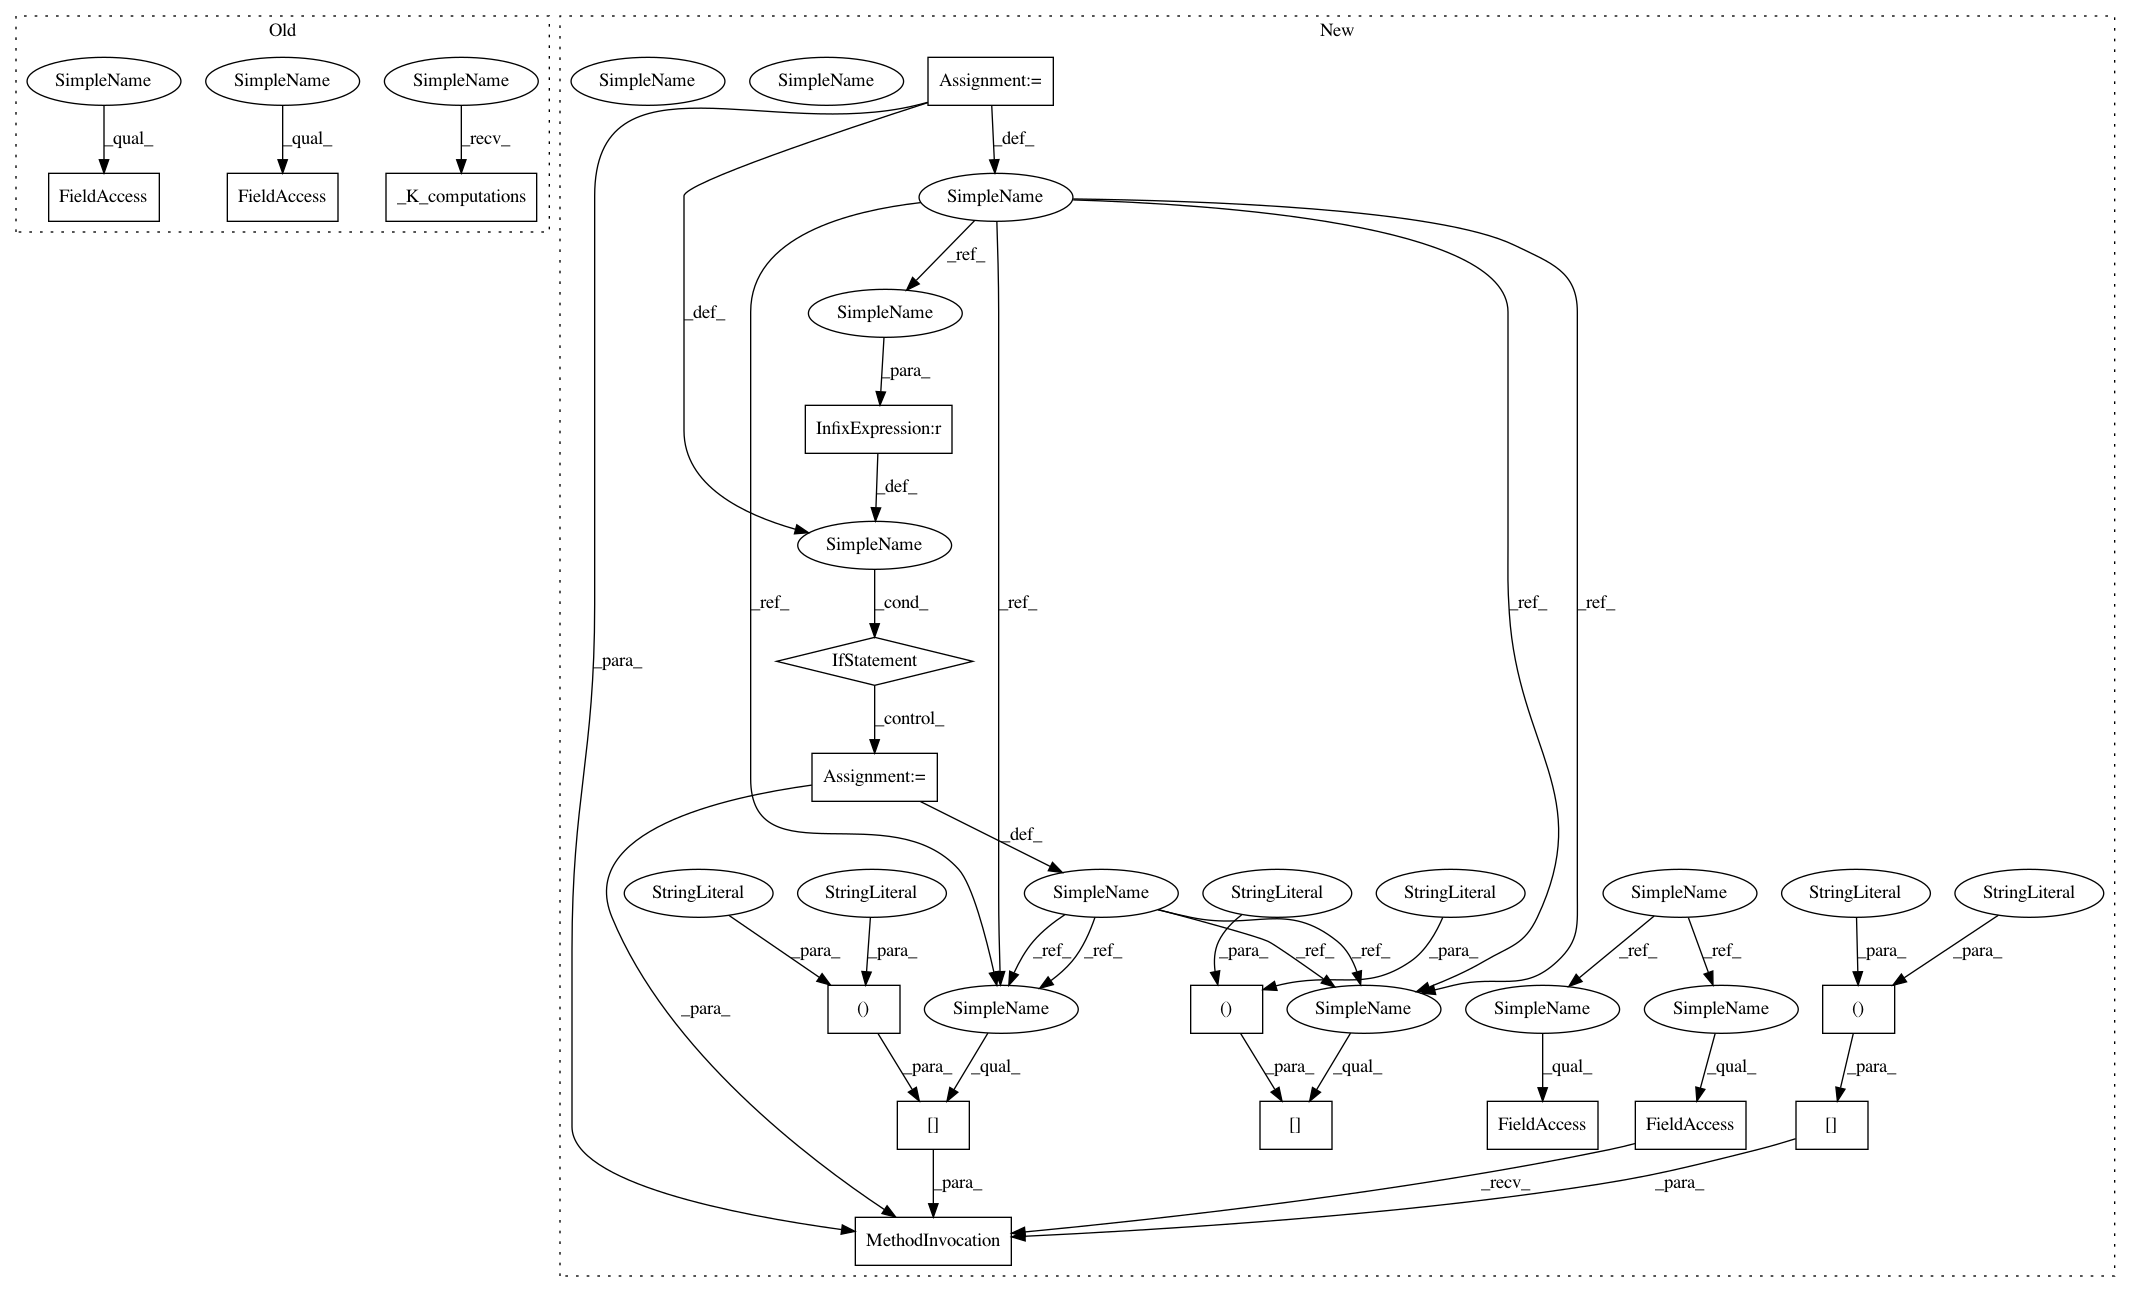 Old
New
SimpleName
SimpleName
SimpleName
SimpleName
SimpleName
Assignment:=
_qual_
_qual_
_recv_
_def_
FieldAccess
FieldAccess
_K_computations
SimpleName
_ref_
_def_
SimpleName
_para_
InfixExpression:r
_def_
SimpleName
_ref_
_cond_
_ref_
_ref_
_ref_
_para_
IfStatement
_control_
Assignment:=
_def_
StringLiteral
StringLiteral
SimpleName
StringLiteral
StringLiteral
SimpleName
StringLiteral
StringLiteral
_para_
_para_
_ref_
_ref_
_para_
_ref_
_ref_
_para_
_ref_
_ref_
_para_
_para_
_para_
()
SimpleName
()
SimpleName
SimpleName
SimpleName
()
_para_
_qual_
_para_
_qual_
_qual_
_qual_
_para_
[]
[]
FieldAccess
FieldAccess
[]
_para_
_recv_
_para_
MethodInvocation